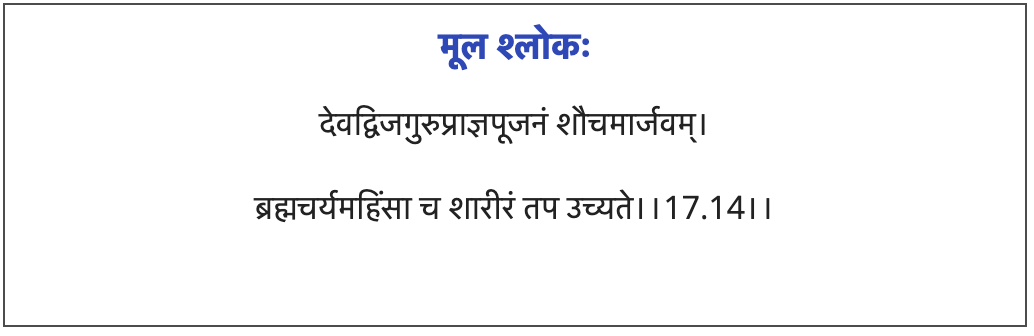 मूल श्लोकः
देवद्विजगुरुप्राज्ञपूजनं शौचमार्जवम्।
ब्रह्मचर्यमहिंसा च शारीरं तप उच्यते।।17.14।।